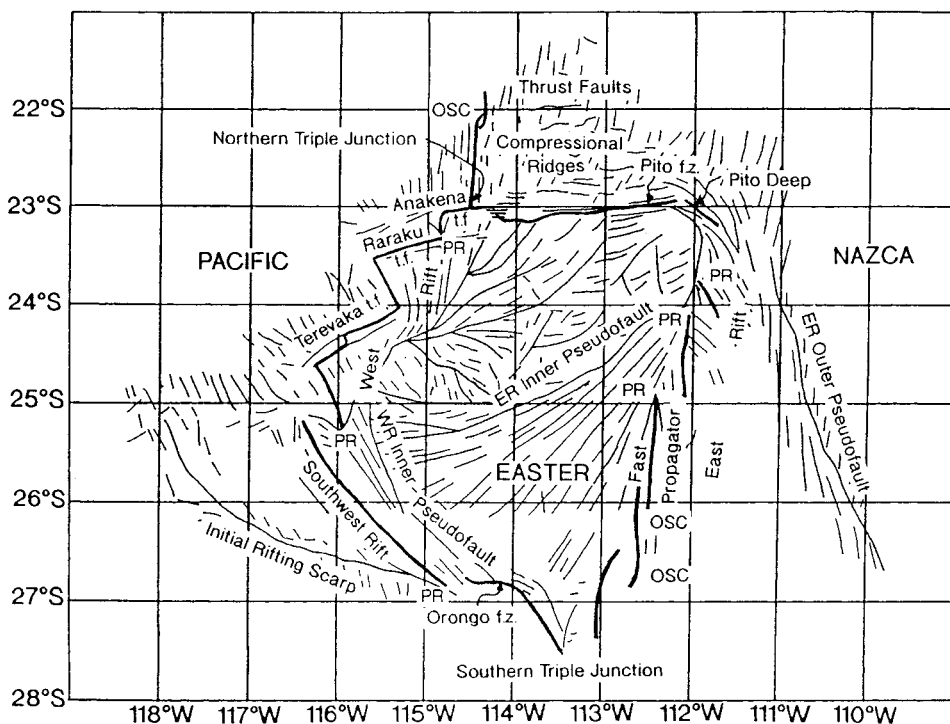 22°S
23°S
24°S
25°S
26°S
27°S
28°S
118°W
117°W
116°W
115°W
114°W
113°W
112°W
111°W
110°W
OSC
Thrust Faults
Northern Triple Junction
Compressional
Ridges
Pito f.z.
Pito Deep
Anakena
t.f.
Raraku
t.f.
PR
PACIFIC
NAZCA
Rift
PR
Rift
Terevaka t.f.
PR
West
ER Inner Pseudofault
ER Outer Pseudofault
PR
PR
WR Inner - Pseudofault
EASTER
Fast
Propagator
East
Southwest Rift
OSC
Initial Rifting Scarp
OSC
PR
Orongo f.z.
Southern Triple Junction